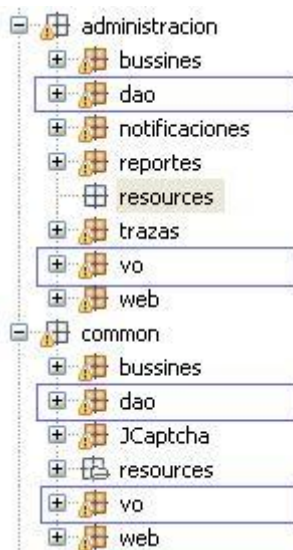 administracion
bussines
dao
notificaciones
reportes
resources
trazas
vo
web
common
bussines
dao
JCaptcha
resources
vo
web